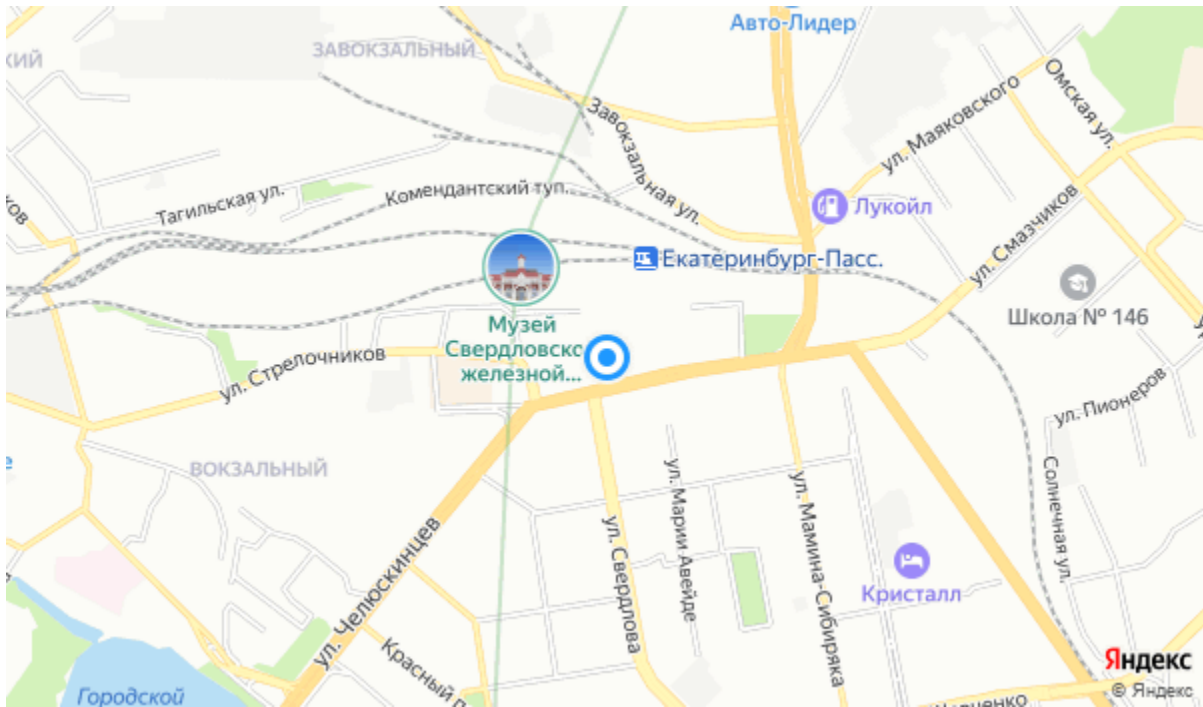 Авто-Лидер
ЗАВОКЗАЛЬНЫЙ
Омская ул.
ул. Маяковского
Завокзальная ул.
Тагильская ул.
Комендантский туп.
Лукойл
ул. Смазчиков
Екатеринбург-Пасс.
Школа № 146
Музей
Свердловско
железной...
ул. Стрелочников
ул. Пионеров
ВОКЗАЛЬНЫЙ
ул. Челюскинцев
ул. Свердлова
ул. Марии Авейде
ул. Мамина-Сибиряка
Солнечная ул.
Кристалл
Красный п
Городской
Яндекс
© Яндекс